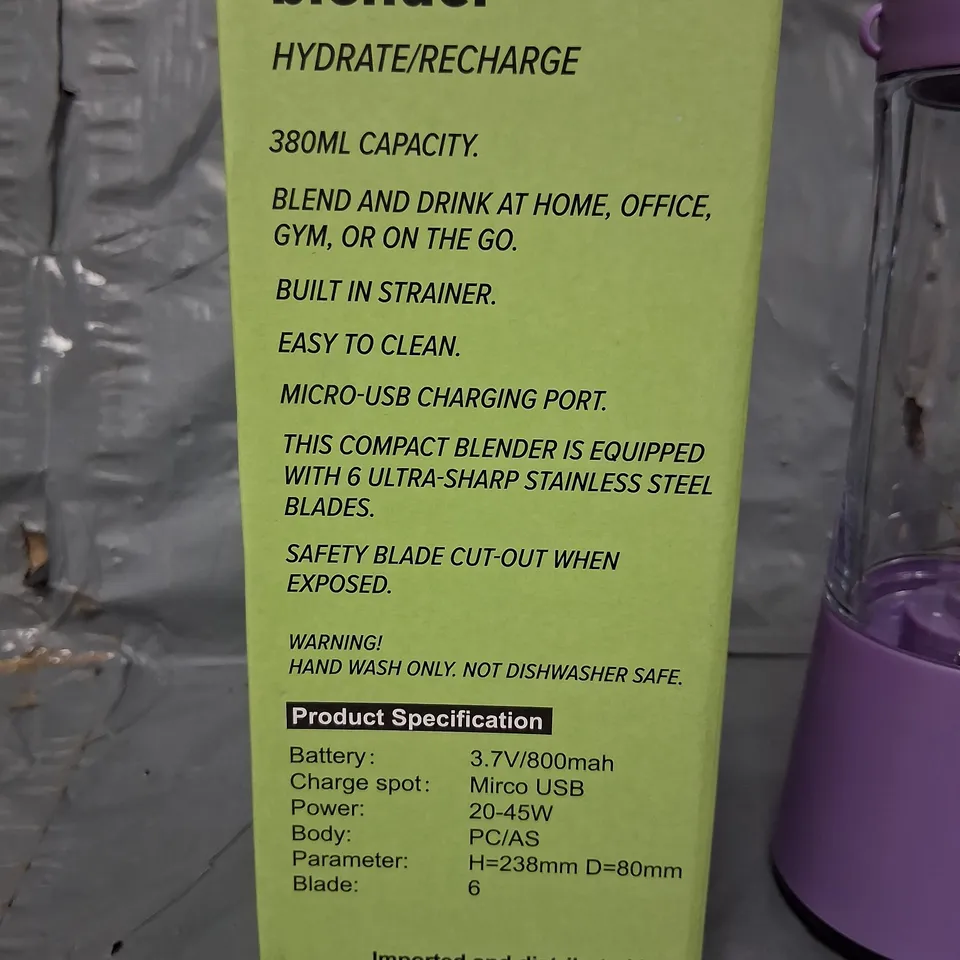 blender
HYDRATE/RECHARGE
380ML CAPACITY.
BLEND AND DRINK AT HOME, OFFICE,
GYM, OR ON THE GO.
BUILT IN STRAINER.
EASY TO CLEAN.
MICRO-USB CHARGING PORT.
THIS COMPACT BLENDER IS EQUIPPED
WITH 6 ULTRA-SHARP STAINLESS STEEL
BLADES.
SAFETY BLADE CUT-OUT WHEN
EXPOSED.
WARNING!
HAND WASH ONLY. NOT DISHWASHER SAFE.
Product Specification
Battery: 3.7V/800mah
Charge spot: Mirco USB
Power: 20-45W
Body: PC/AS
Parameter: H=238mm D=80mm
Blade: 6
Imported and